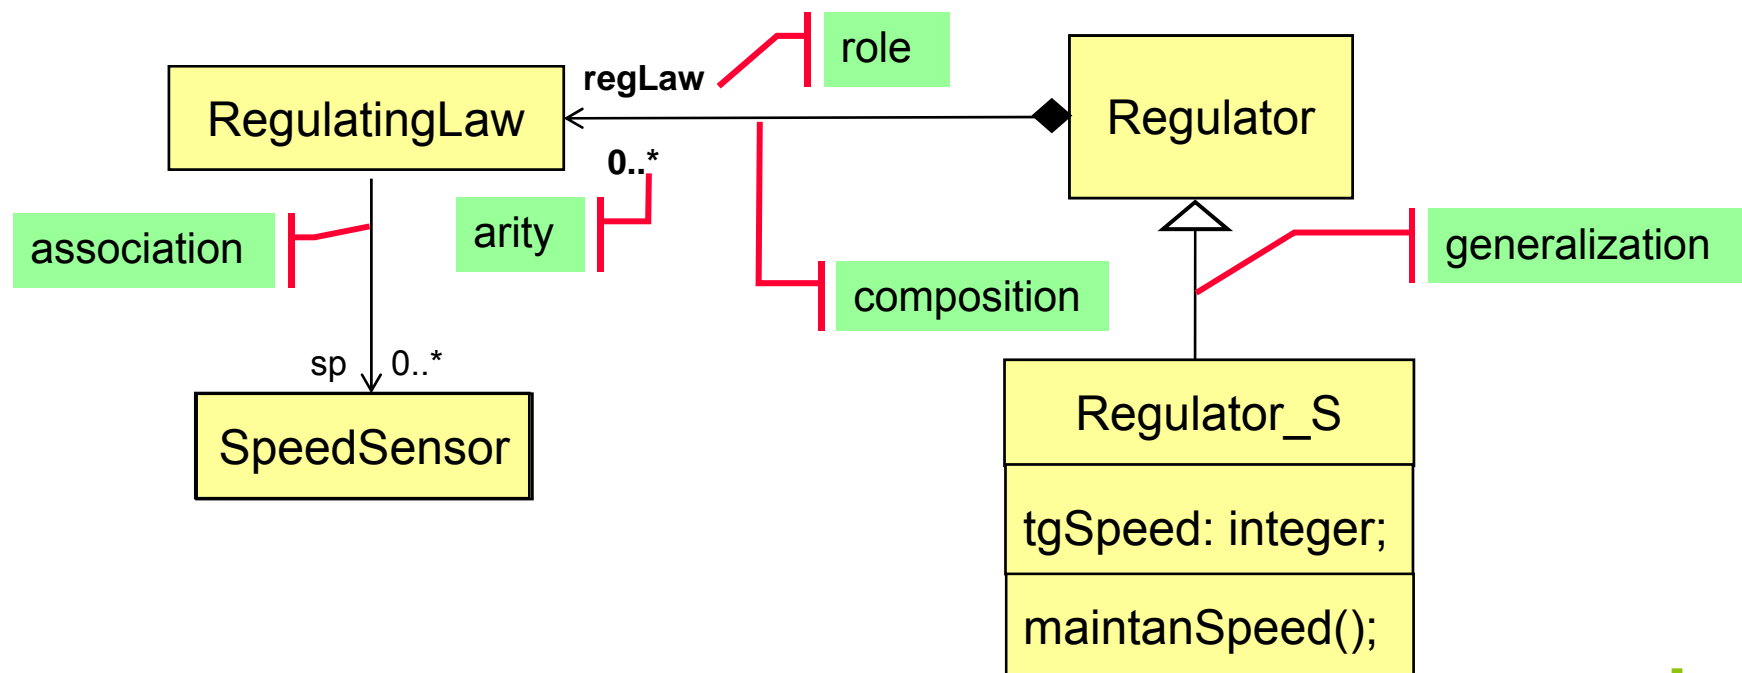 role
regLaw
RegulatingLaw
Regulator
0..*
association
arity
generalization
composition
sp 0..*
SpeedSensor
Regulator_S
tgSpeed: integer;
maintanSpeed();